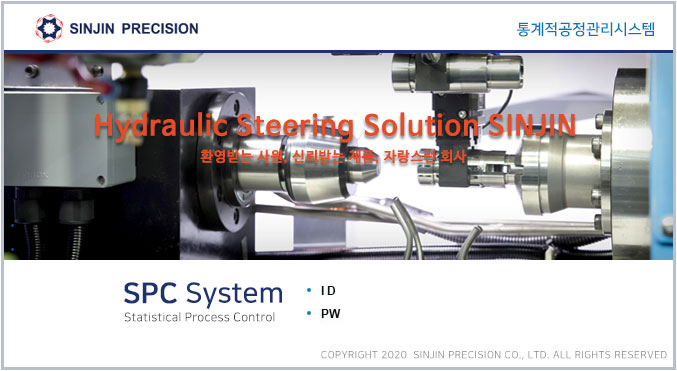 SINJIN PRECISION
통계적공정관리시스템
Hydraulic Steering Solution SINJIN
환영받는 사원, 신뢰받는 제품, 자랑스런 회사
SPC System
Statistical Process Control
• ID
• PW
COPYRIGHT 2020 SINJIN PRECISION CO., LTD. ALL RIGHTS RESERVED